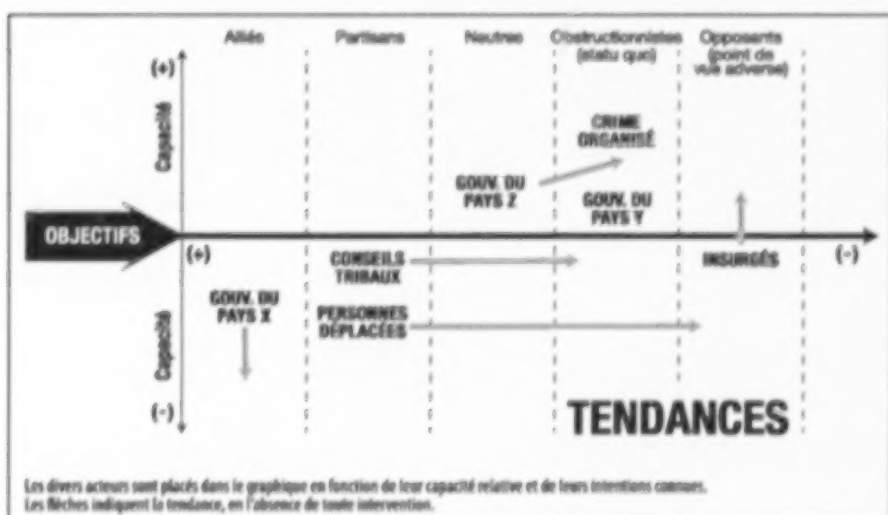 Alliés Partisans Neutres Obstructionnistes Opposants
(statu quo) (point de
vue adverse)
(+)
Capacité
CRIME
ORGANISÉ
GOUV. DU
PAYS Z
GOUV. DU
PAYS Y
OBJECTIFS
(+)
CONSEILS
TRIBAUX
INSURGÉS
(-)
GOUV. DU
PAYS X
PERSONNES
DÉPLACÉES
Capacité
(-)
TENDANCES
Les divers acteurs sont placés dans le graphique en fonction de leur capacité relative et de leurs intentions connues.
Les flèches indiquent la tendance, en l'absence de toute intervention.